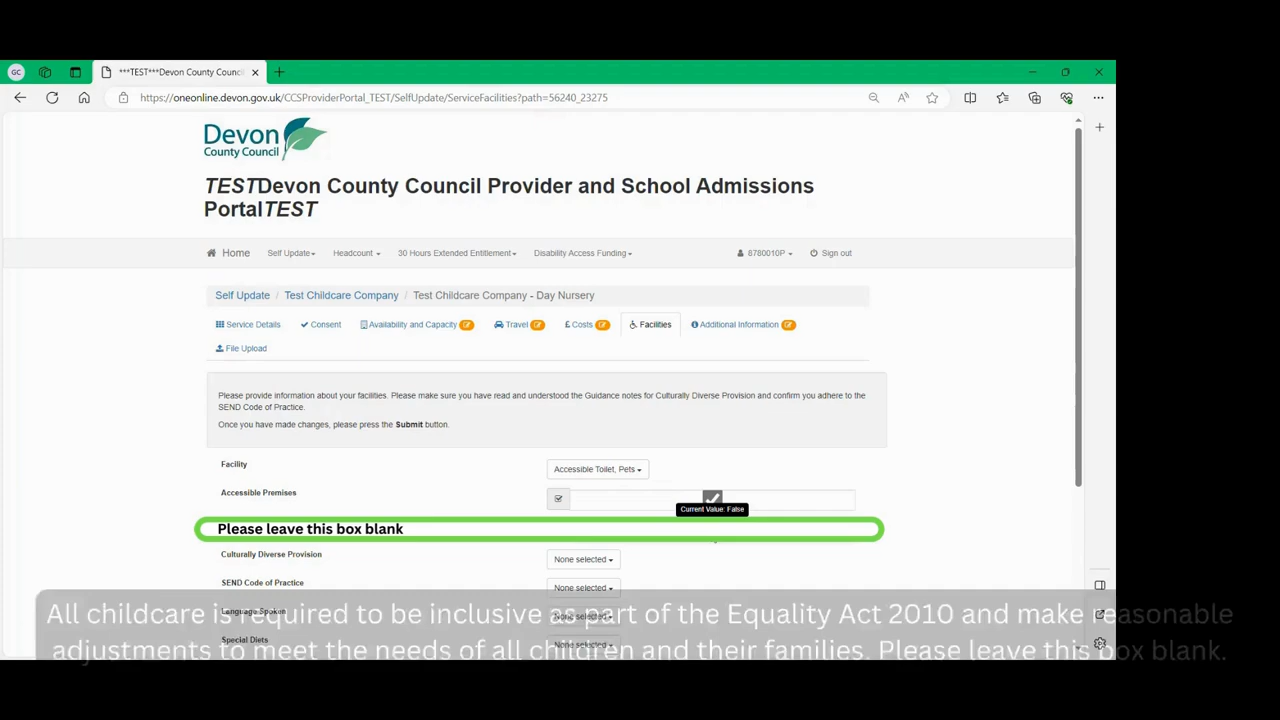 GC
***TEST***Devon County Counci
https://oneonline.devon.gov.uk/CCSProviderPortal_TEST/SelfUpdate/ServiceFacilities?path=56240_23275
Devon
County Council
TESTDevon County Council Provider and School Admissions
PortalTEST
Home Self Update Headcount 30 Hours Extended Entitlement Disability Access Funding 8780010P Sign out
Self Update / Test Childcare Company / Test Childcare Company - Day Nursery
Service Details Consent Availability and Capacity Travel £ Costs Facilities Additional Information
File Upload
Please provide information about your facilities. Please make sure you have read and understood the Guidance notes for Culturally Diverse Provision and confirm you adhere to the
SEND Code of Practice.
Once you have made changes, please press the Submit button.
Facility Accessible Toilet, Pets
Accessible Premises
Current Value: False
Please leave this box blank
Culturally Diverse Provision None selected
SEND Code of Practice None selected
Language Spoken None selected
Special Diets None selected
All childcare is required to be inclusive as part of the Equality Act 2010 and make reasonable
adjustments to meet the needs of all children and their families. Please leave this box blank.